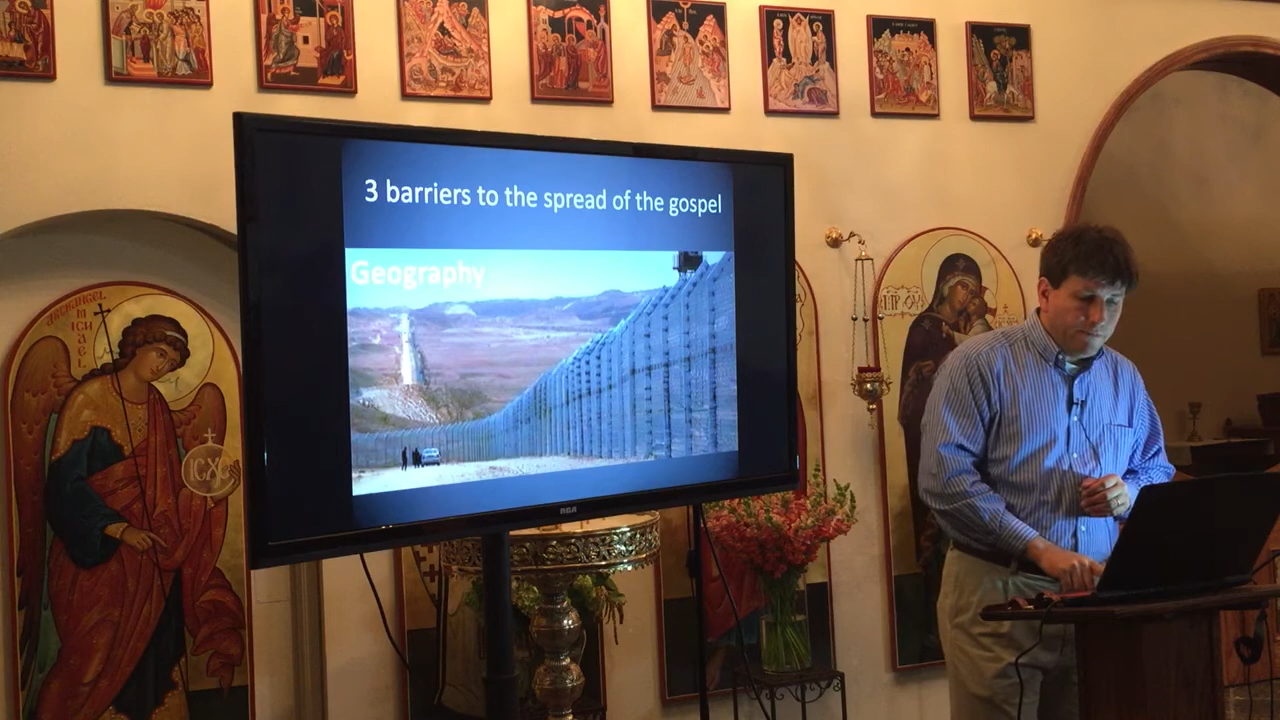 3 barriers to the spread of the gospel
Geography
RCA
ARCHANGEL
MICHAEL
IC XC